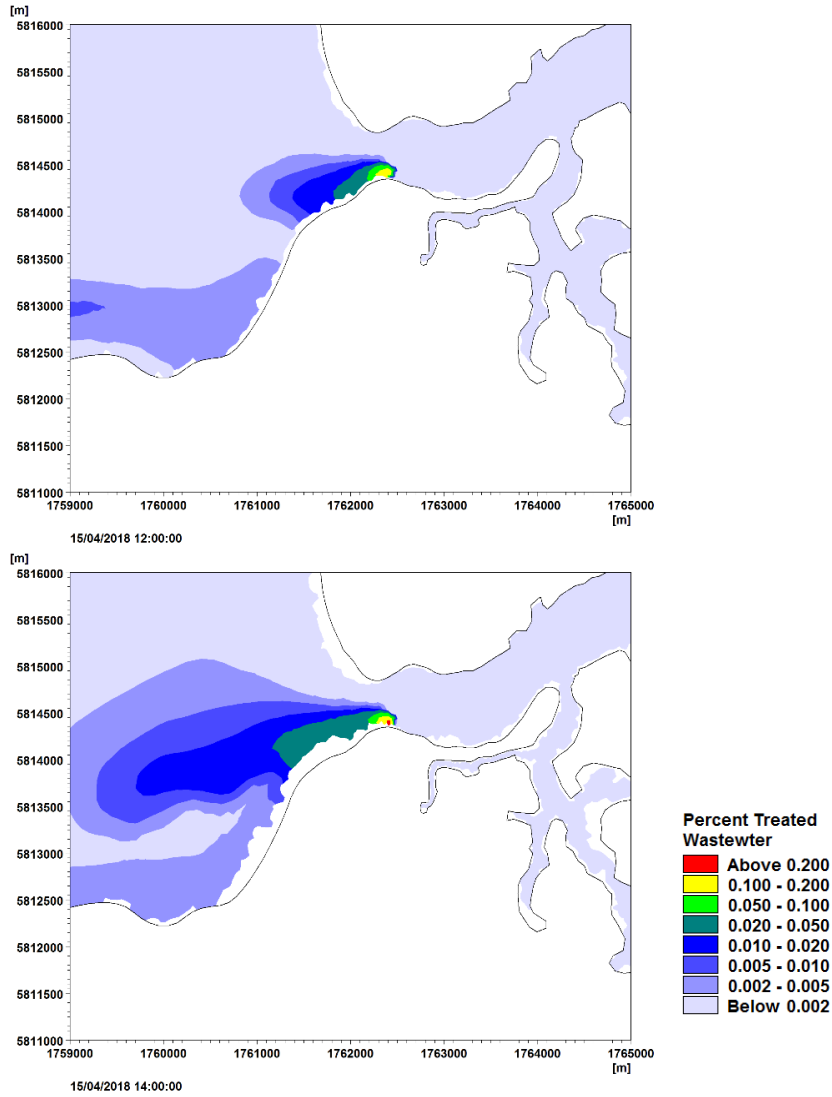 [m]
5816000
5815500
5815000
5814500
5814000
5813500
5813000
5812500
5812000
5811500
5811000
1759000 1760000 1761000 1762000 1763000 1764000 1765000
[m]
15/04/2018 12:00:00
[m]
5816000
5815500
5815000
5814500
5814000
5813500
5813000
5812500
5812000
5811500
5811000
1759000 1760000 1761000 1762000 1763000 1764000 1765000
[m]
15/04/2018 14:00:00
Percent Treated
Wastewter
Above 0.200
0.100 - 0.200
0.050 - 0.100
0.020 - 0.050
0.010 - 0.020
0.005 - 0.010
0.002 - 0.005
Below 0.002